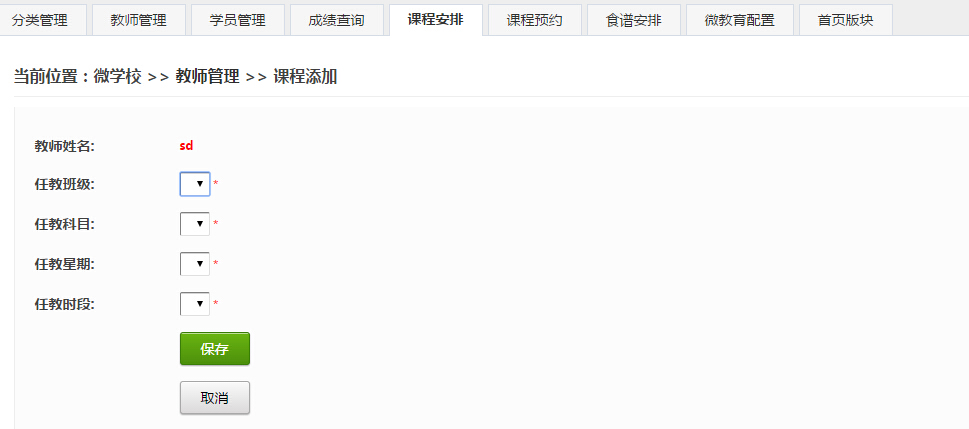 分类管理 教师管理 学员管理 成绩查询 课程安排 课程预约 食谱安排 微教育配置 首页版块
当前位置：微学校 >> 教师管理 >> 课程添加
教师姓名: sd
任教班级: *
任教科目: *
任教星期: *
任教时段: *
保存
取消